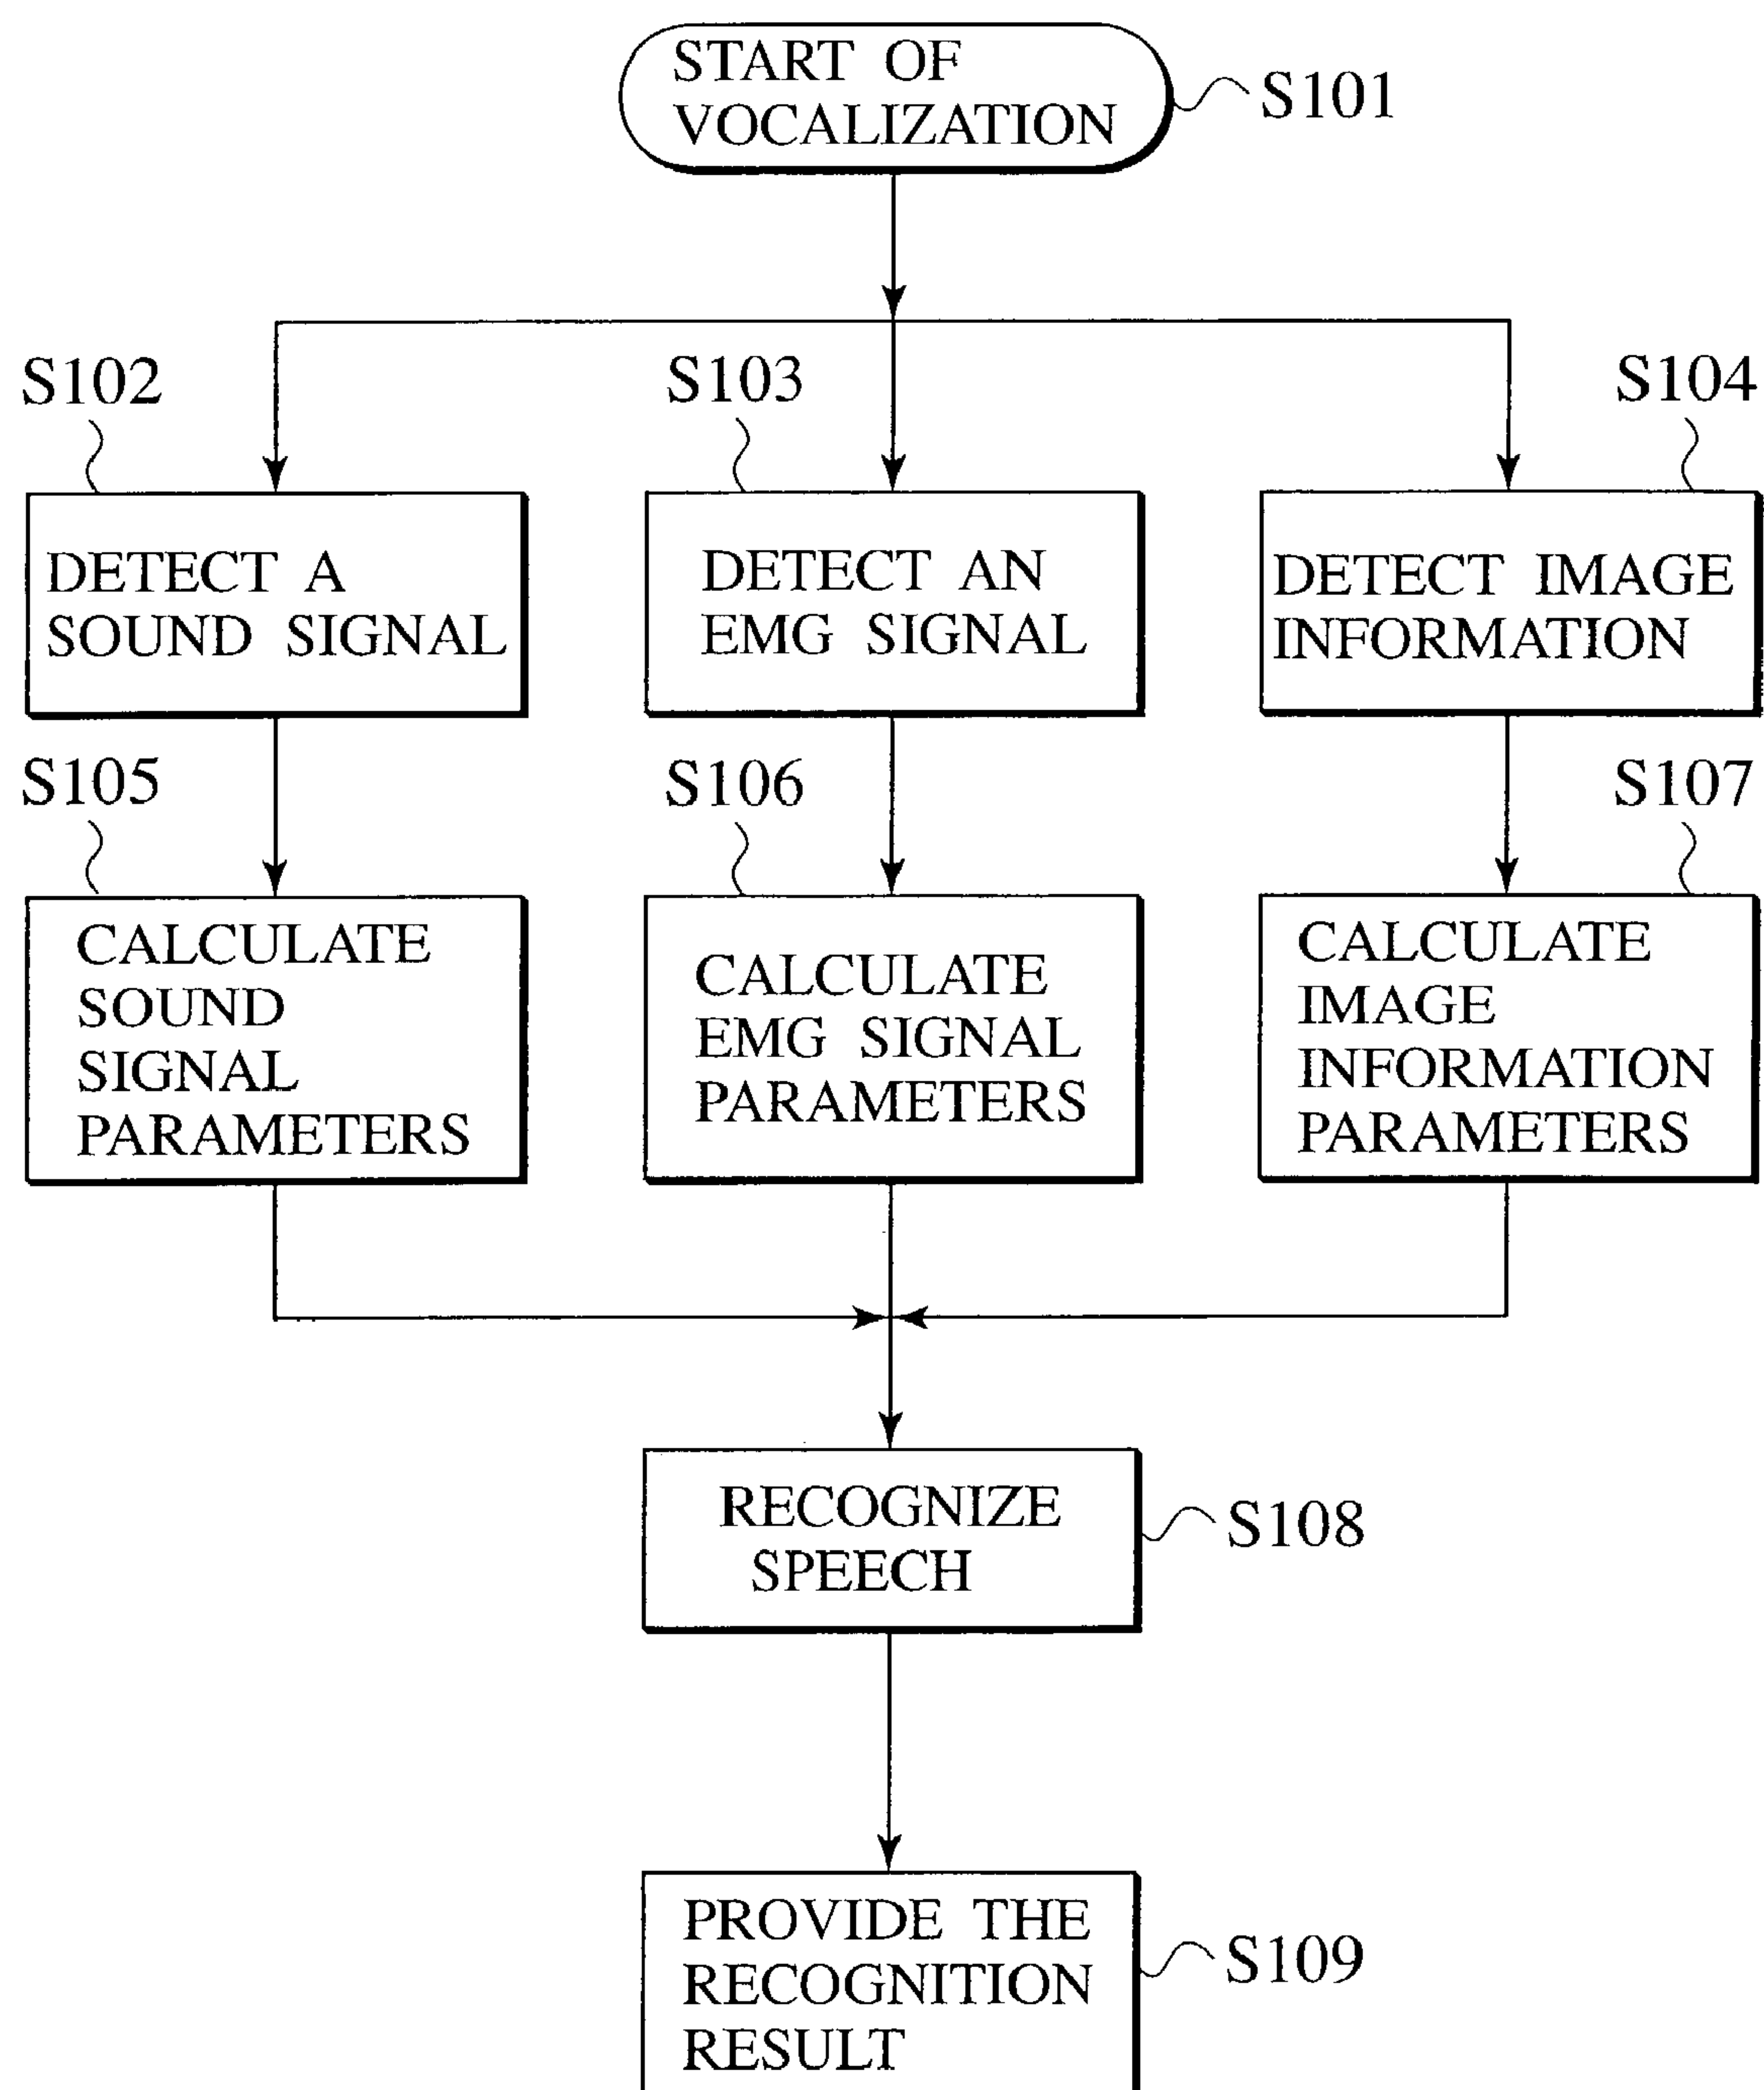 START OF
VOCALIZATION
S101
S102
S103
S104
DETECT A
SOUND SIGNAL
DETECT AN
EMG SIGNAL
DETECT IMAGE
INFORMATION
S105
S106
S107
CALCULATE
SOUND
SIGNAL
PARAMETERS
CALCULATE
EMG SIGNAL
PARAMETERS
CALCULATE
IMAGE
INFORMATION
PARAMETERS
RECOGNIZE
SPEECH
S108
PROVIDE THE
RECOGNITION
RESULT
S109